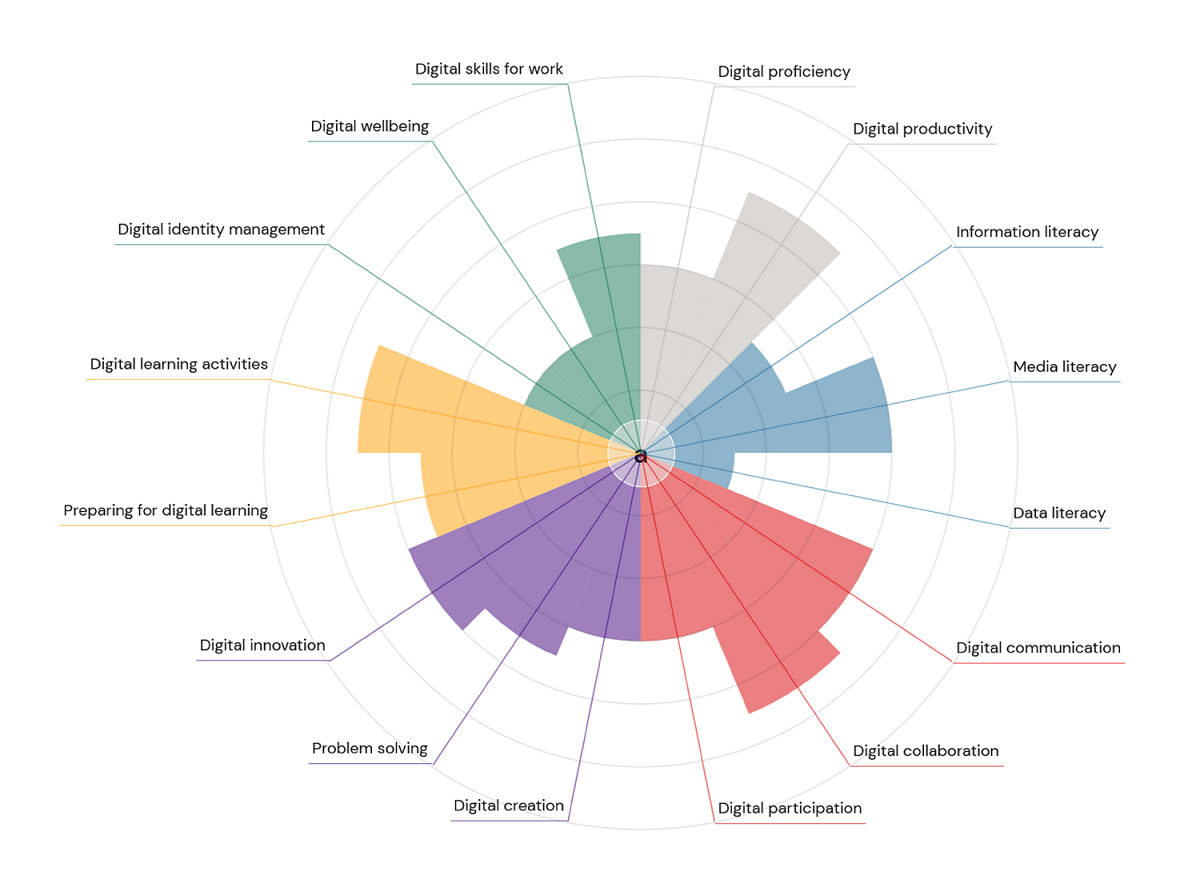 Digital skills for work
Digital proficiency
Digital wellbeing
Digital productivity
Digital identity management
Information literacy
Digital learning activities
Media literacy
Preparing for digital learning
Data literacy
Digital innovation
Digital communication
Problem solving
Digital collaboration
Digital creation
Digital participation
a